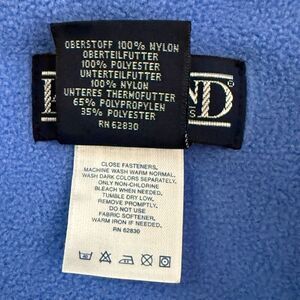 OBERSTOFF 100% NYLON
OBERTEILFUTTER
100% POLYESTER
UNTERTEILFUTTER
100% NYLON
UNTERES THERMOFUTTER
65% POLYPROPYLEN
35% POLYESTER
RN 62830
CLOSE FASTENERS,
MACHINE WASH WARM NORMAL.
WASH DARK COLORS SEPARATELY.
ONLY NON-CHLORINE
BLEACH WHEN NEEDED.
TUMBLE DRY LOW.
REMOVE PROMPTLY.
DO NOT USE
FABRIC SOFTENER.
WARM IRON IF NEEDED.
RN 62830